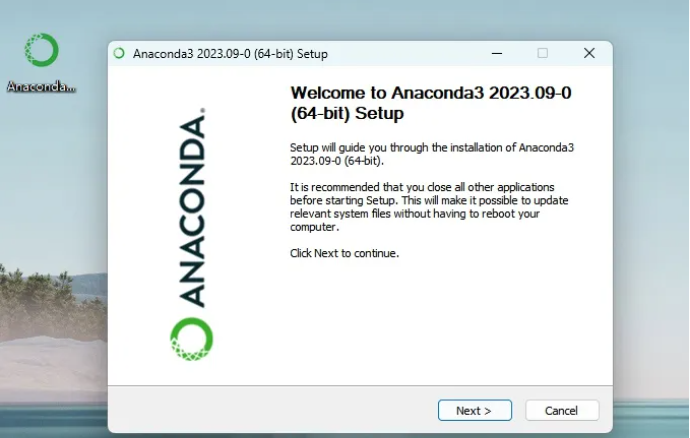 Anaconda3 2023.09-0 (64-bit) Setup
Anaconda...
Welcome to Anaconda3 2023.09-0
(64-bit) Setup
Setup will guide you through the installation of Anaconda3
2023.09-0 (64-bit).
It is recommended that you close all other applications
before starting Setup. This will make it possible to update
relevant system files without having to reboot your
computer.
Click Next to continue.
ANACONDA.
Next >
Cancel